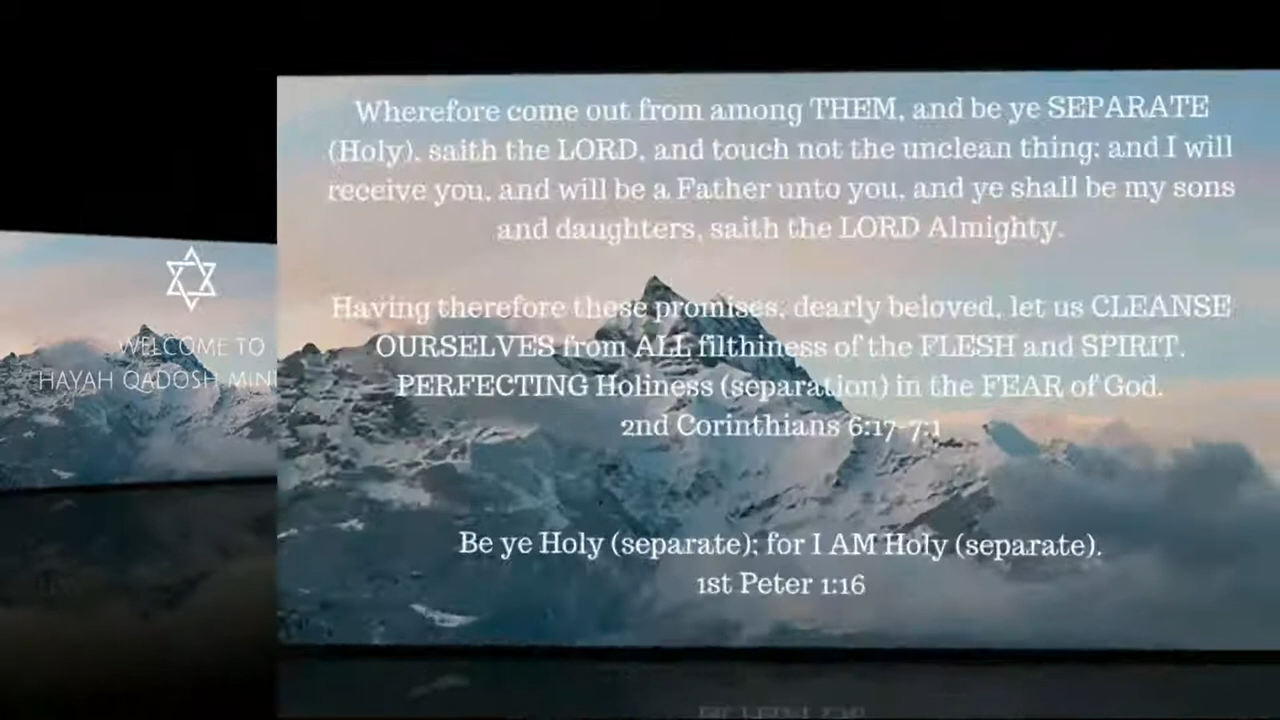 Wherefore come out from among THEM, and be ye SEPARATE
(Holy), saith the LORD, and touch not the unclean thing; and I will
receive you, and will be a Father unto you, and ye shall be my sons
and daughters, saith the LORD Almighty.
Having therefore these promises, dearly beloved, let us CLEANSE
OURSELVES from ALL filthiness of the FLESH and SPIRIT,
PERFECTING Holiness (separation) in the FEAR of God.
2nd Corinthians 6:17-7:1
Be ye Holy (separate); for I AM Holy (separate).
1st Peter 1:16
WELCOME TO
HAYAH QADOSH MINI